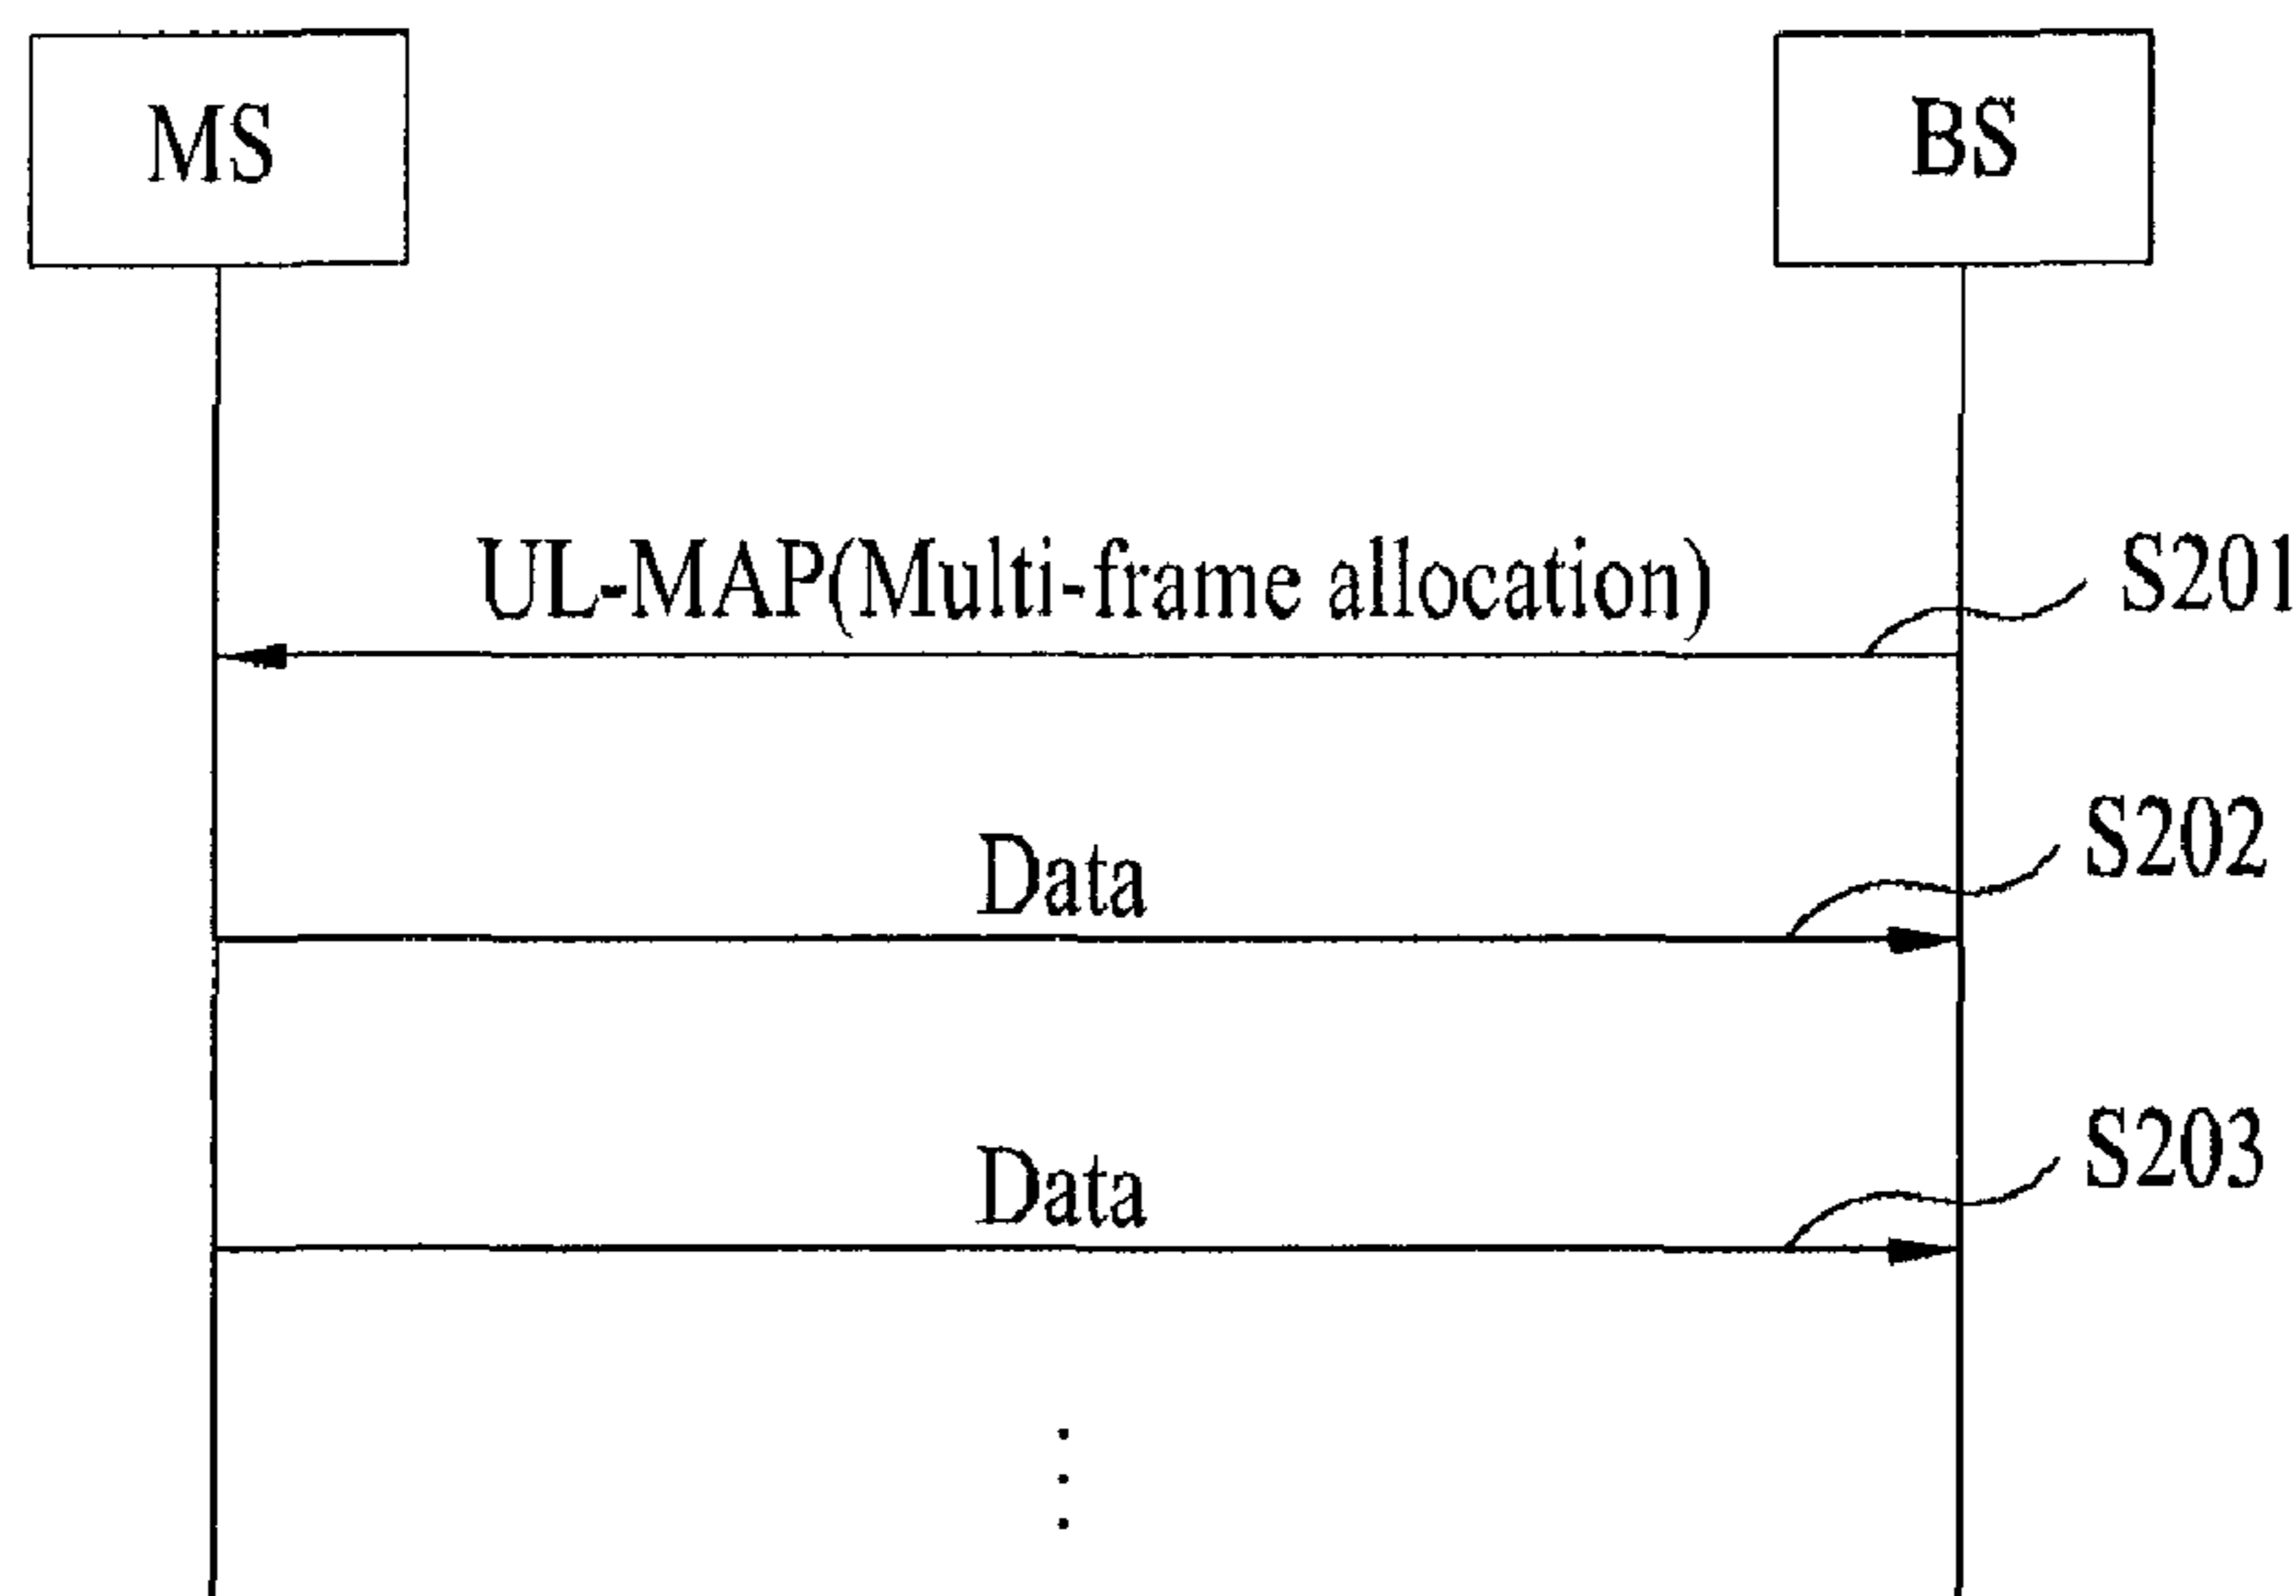 MS
BS
UL-MAP(Multi-frame allocation)
S201
Data
S202
Data
S203